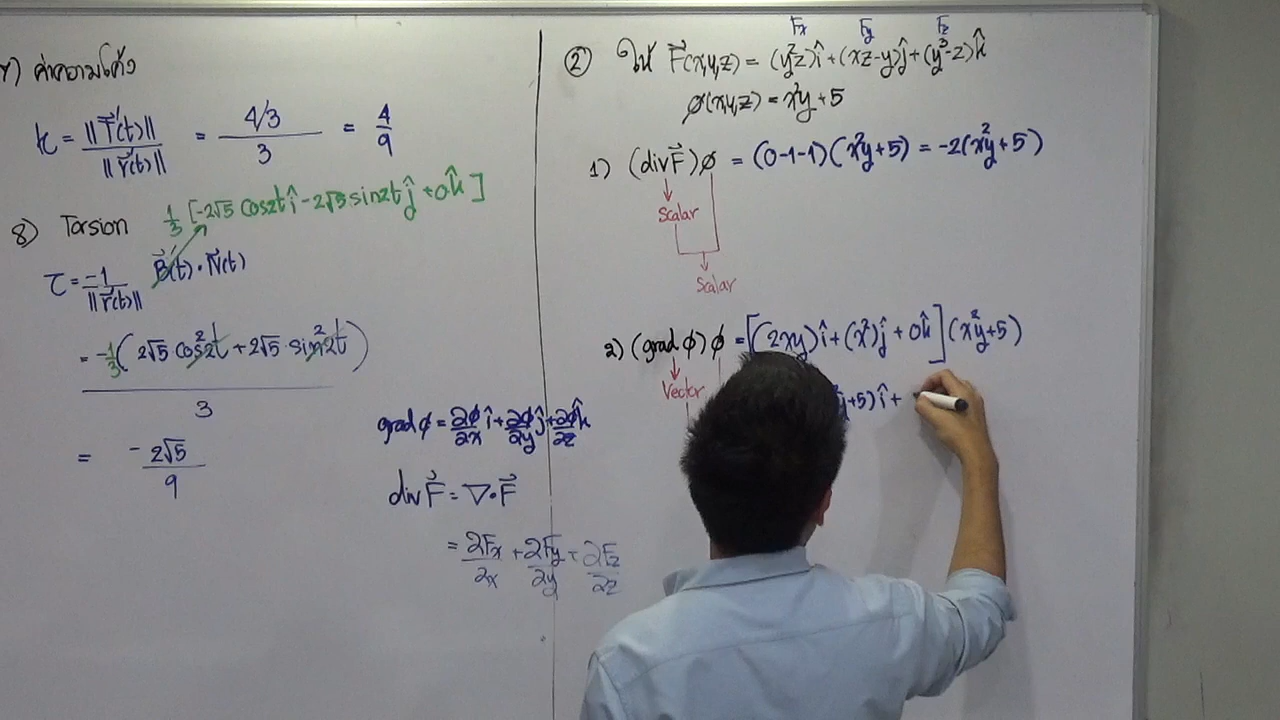 7) ค่าความโค้ง
κ = ‖T⃗'(t)‖ / ‖r⃗'(t)‖ = 4/3 / 3 = 4/9
8) Torsion 1/3 [-2√5 cos2t î - 2√5 sin2t ĵ + 0k̂]
τ = -1/‖r⃗'(t)‖ B⃗'(t)·N⃗(t)
= -1/3 (2√5 cos²2t + 2√5 sin²2t) / 3
= -2√5 / 9
grad φ = ∂φ/∂x î + ∂φ/∂y ĵ + ∂φ/∂z k̂
div F⃗ = ∇·F⃗
= ∂Fx/∂x + ∂Fy/∂y + ∂Fz/∂z
Fx Fy Fz
② ให้ F⃗(x,y,z) = (y²z)î + (xz-y)ĵ + (y³-z)k̂
φ(x,y,z) = x²y + 5
1) (div F⃗)φ = (0-1-1)(x²y+5) = -2(x²y+5)
Scalar
Scalar
2) (grad φ)φ = [(2xy)î + (x²)ĵ + 0k̂](x²y+5)
Vector
y+5)î +